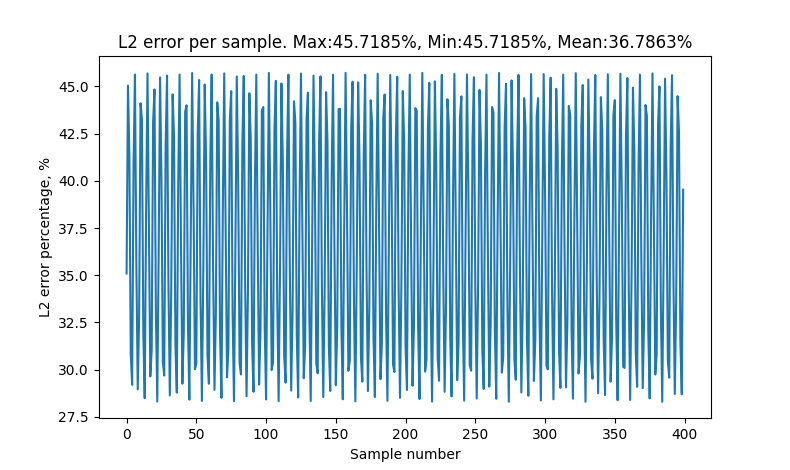 L2 error per sample. Max:45.7185%, Min:45.7185%, Mean:36.7863%
L2 error percentage, %
45.0
42.5
40.0
37.5
35.0
32.5
30.0
27.5
0 50 100 150 200 250 300 350 400
Sample number